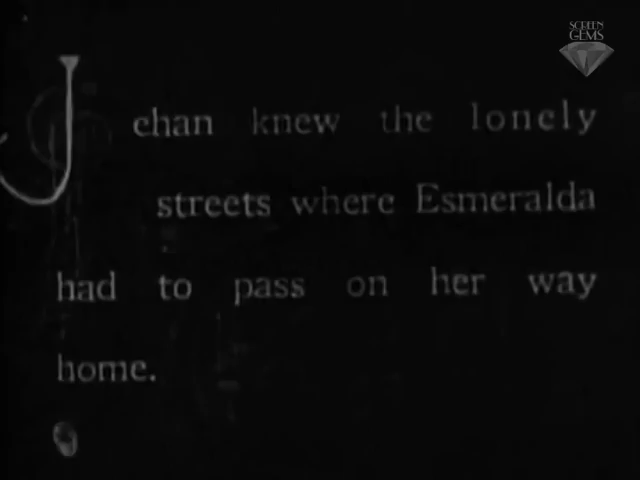 SCREEN
GEMS
Jehan knew the lonely
streets where Esmeralda
had to pass on her way
home.